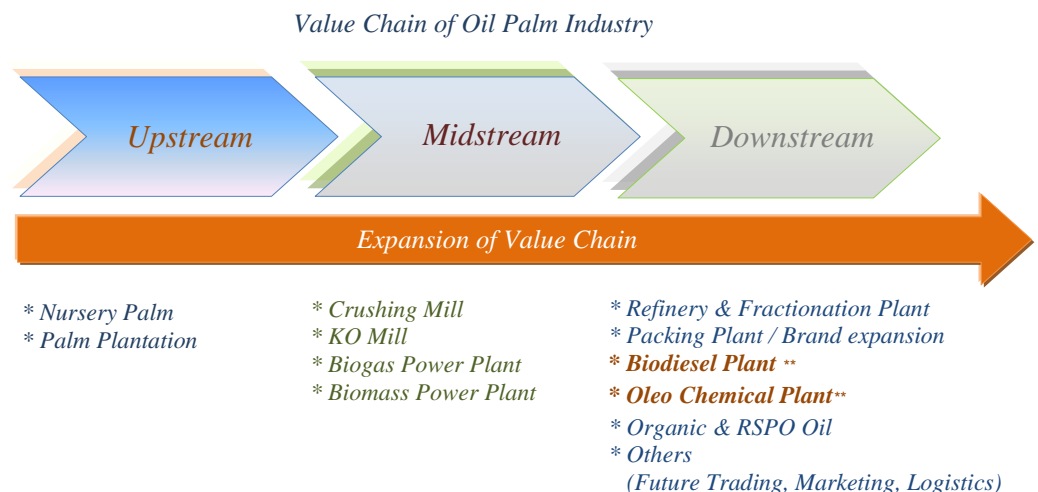 Value Chain of Oil Palm Industry
Upstream
Midstream
Downstream
Expansion of Value Chain
* Nursery Palm
* Palm Plantation
* Crushing Mill
* KO Mill
* Biogas Power Plant
* Biomass Power Plant
* Refinery & Fractionation Plant
* Packing Plant / Brand expansion
* Biodiesel Plant **
* Oleo Chemical Plant**
* Organic & RSPO Oil
* Others
(Future Trading, Marketing, Logistics)